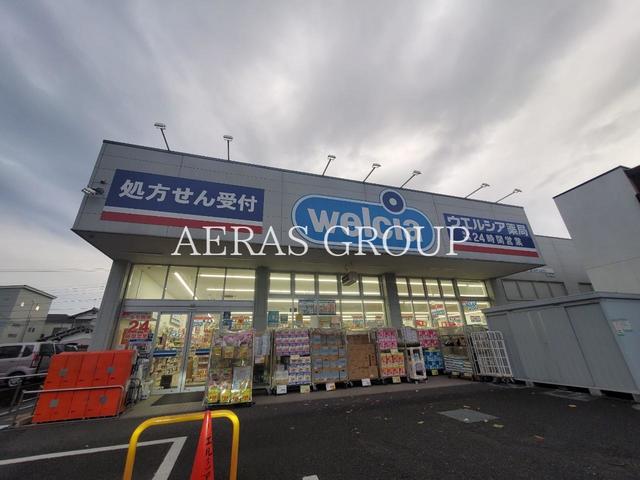 処方せん受付
welcia
ウエルシア薬局
24時間営業
AERAS GROUP
24